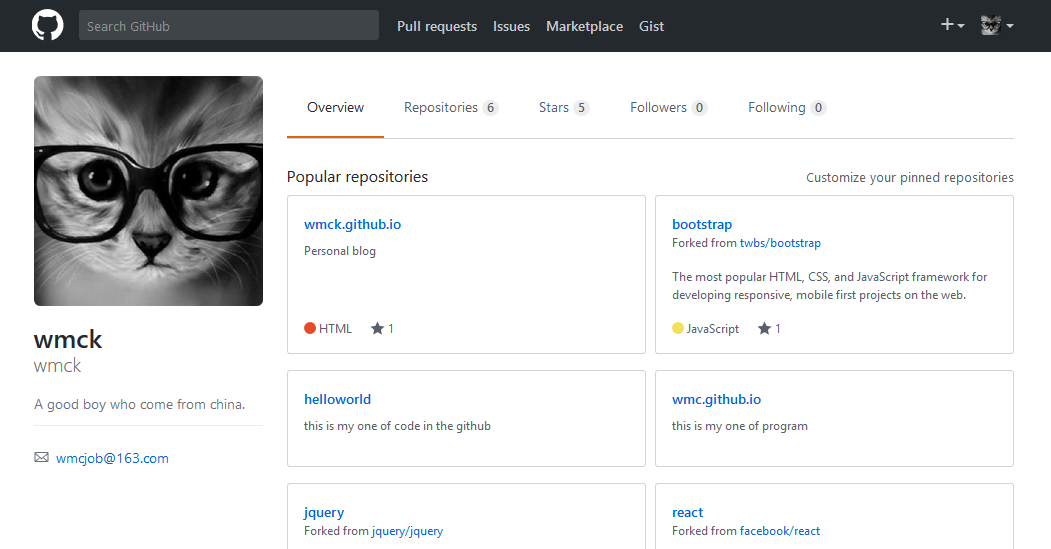 Search GitHub Pull requests Issues Marketplace Gist
Overview Repositories 6 Stars 5 Followers 0 Following 0
wmck
wmck
A good boy who come from china.
wmcjob@163.com
Popular repositories Customize your pinned repositories
wmck.github.io
Personal blog
HTML 1
bootstrap
Forked from twbs/bootstrap
The most popular HTML, CSS, and JavaScript framework for
developing responsive, mobile first projects on the web.
JavaScript 1
helloworld
this is my one of code in the github
wmc.github.io
this is my one of program
jquery
Forked from jquery/jquery
react
Forked from facebook/react